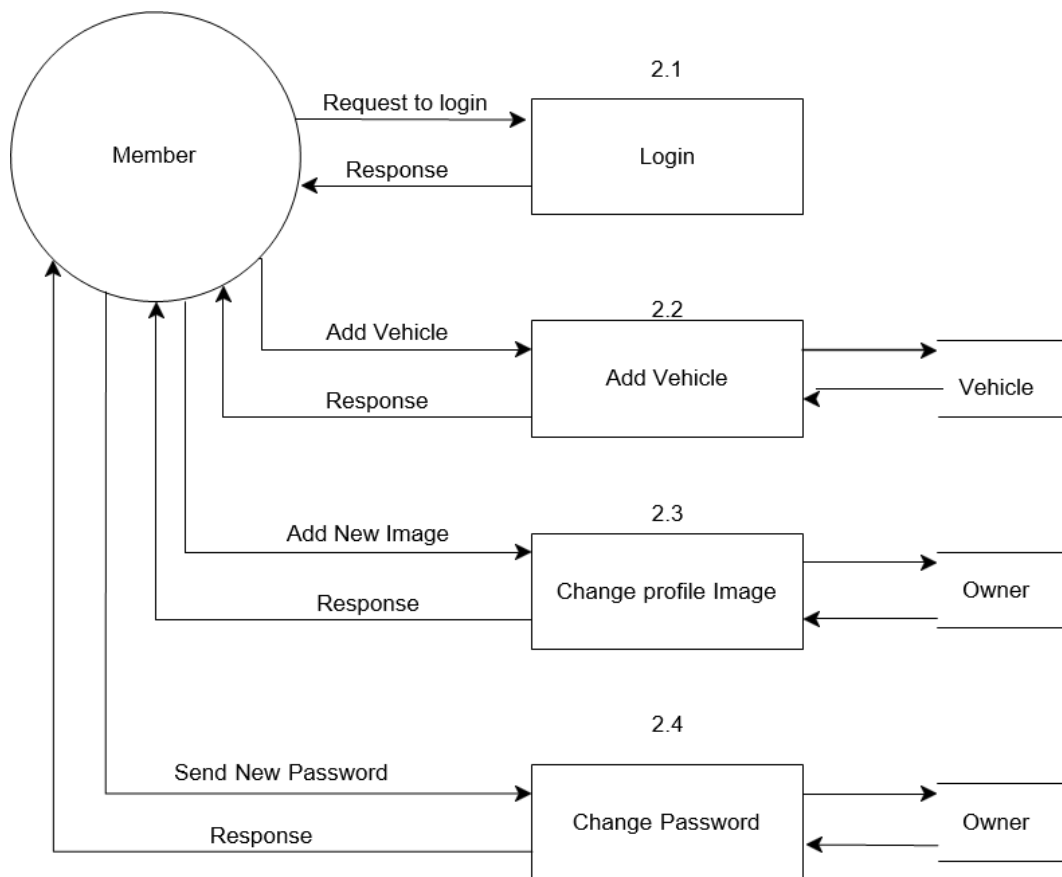 2.1
Request to login
Member
Login
Response
2.2
Add Vehicle
Add Vehicle
Vehicle
Response
2.3
Add New Image
Change profile Image
Owner
Response
2.4
Send New Password
Change Password
Owner
Response